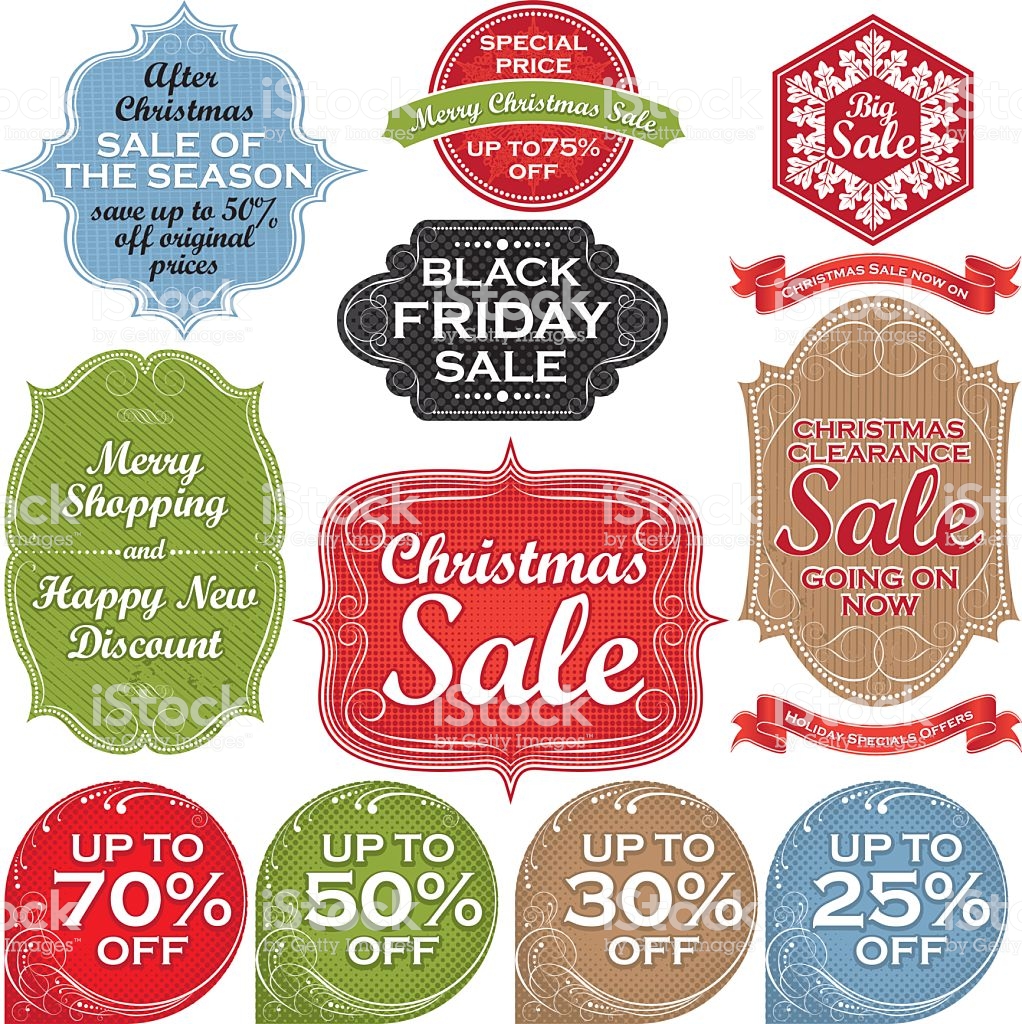 After
Christmas
SALE OF
THE SEASON
save up to 50%
off original
prices
SPECIAL
PRICE
Merry Christmas Sale
UP TO 75%
OFF
Big
Sale
CHRISTMAS SALE NOW ON
BLACK
FRIDAY
SALE
Merry
Shopping
and
Happy New
Discount
Christmas
Sale
CHRISTMAS
CLEARANCE
Sale
GOING ON
NOW
HOLIDAY SPECIALS OFFERS
UP TO
70%
OFF
UP TO
50%
OFF
UP TO
30%
OFF
UP TO
25%
OFF
iStock
by Getty Images™